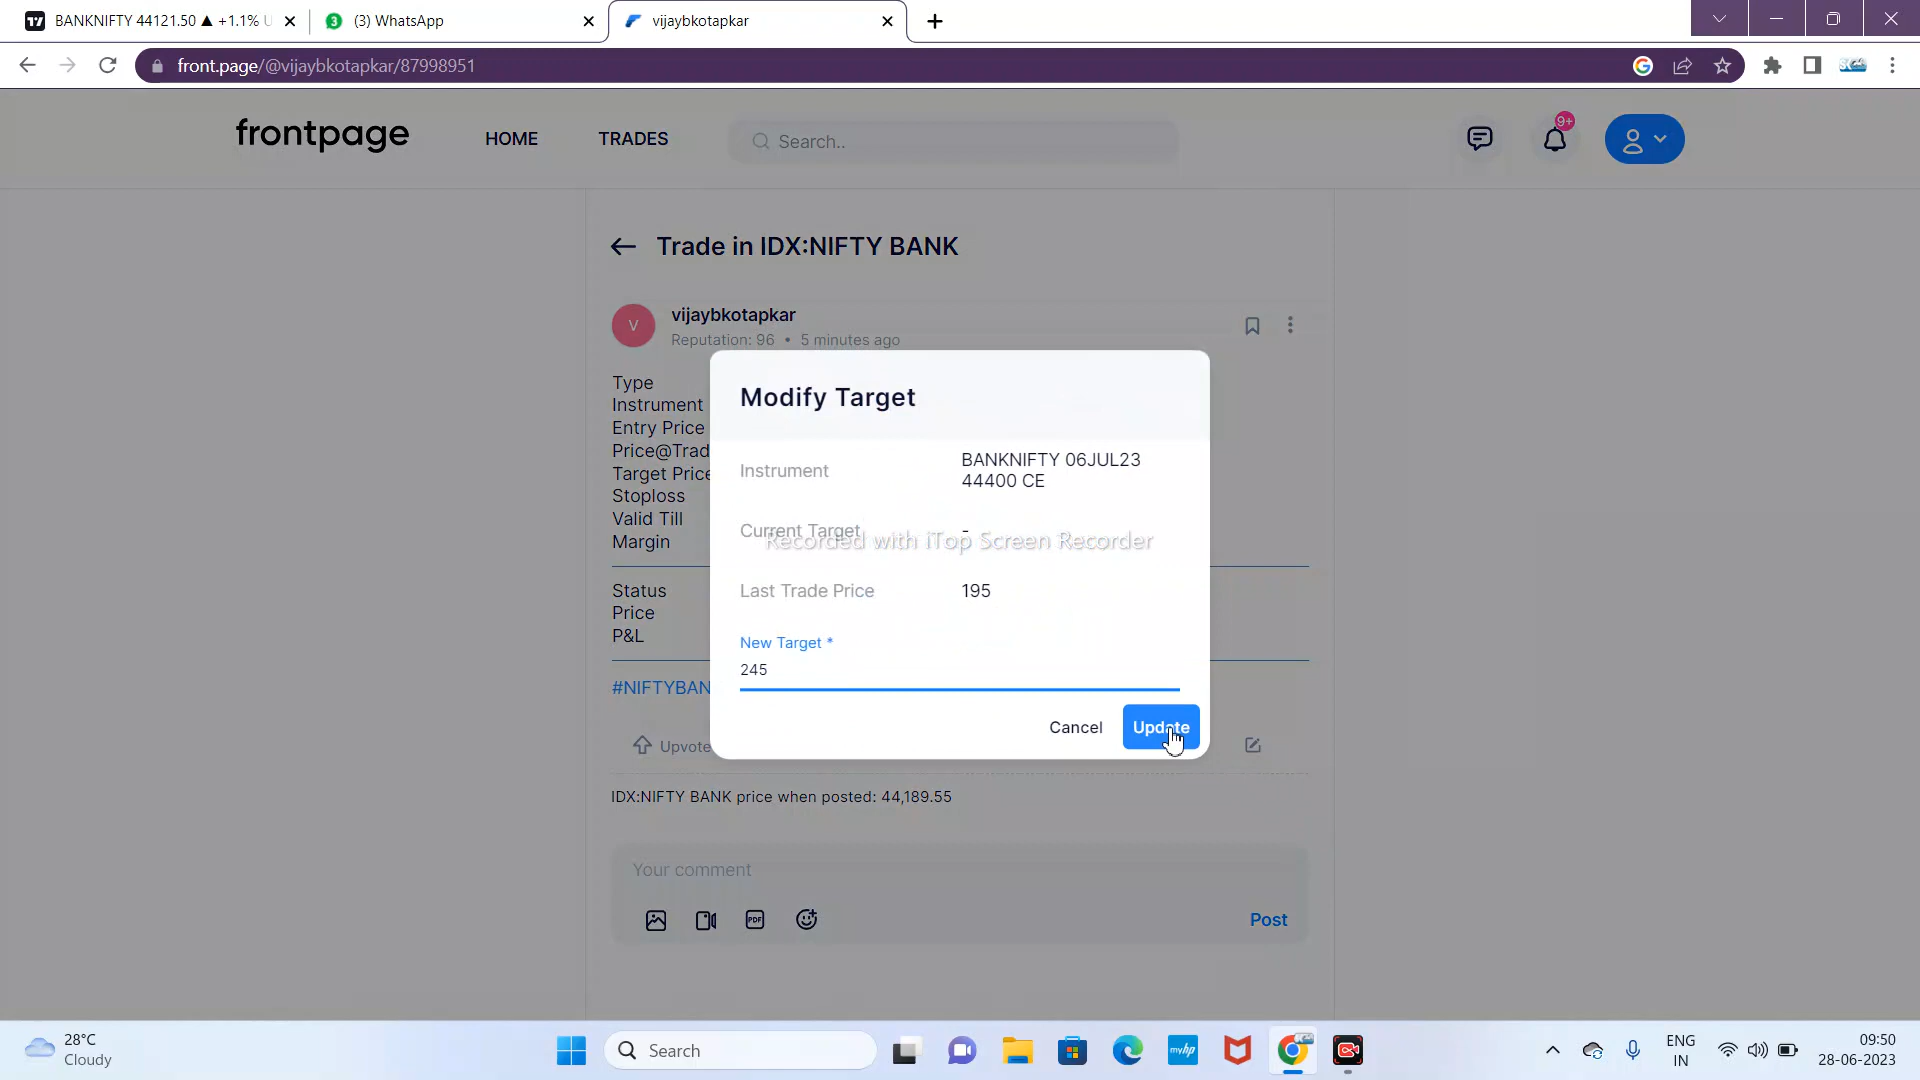 BANKNIFTY 44121.50 ▲ +1.1% U
(3) WhatsApp
vijaybkotapkar
front.page/@vijaybkotapkar/87998951
frontpage
HOME
TRADES
Search..
9+
Trade in IDX:NIFTY BANK
V
vijaybkotapkar
Reputation: 96 • 5 minutes ago
Type
Instrument
Entry Price
Price@Trad
Target Price
Stoploss
Valid Till
Margin
Status
Price
P&L
#NIFTYBAN
Upvote
Modify Target
Instrument
BANKNIFTY 06JUL23
44400 CE
Current Target
-
Recorded with iTop Screen Recorder
Last Trade Price
195
New Target *
245
Cancel
Update
IDX:NIFTY BANK price when posted: 44,189.55
Your comment
PDF
Post
28°C
Cloudy
Search
myhp
ENG
IN
09:50
28-06-2023